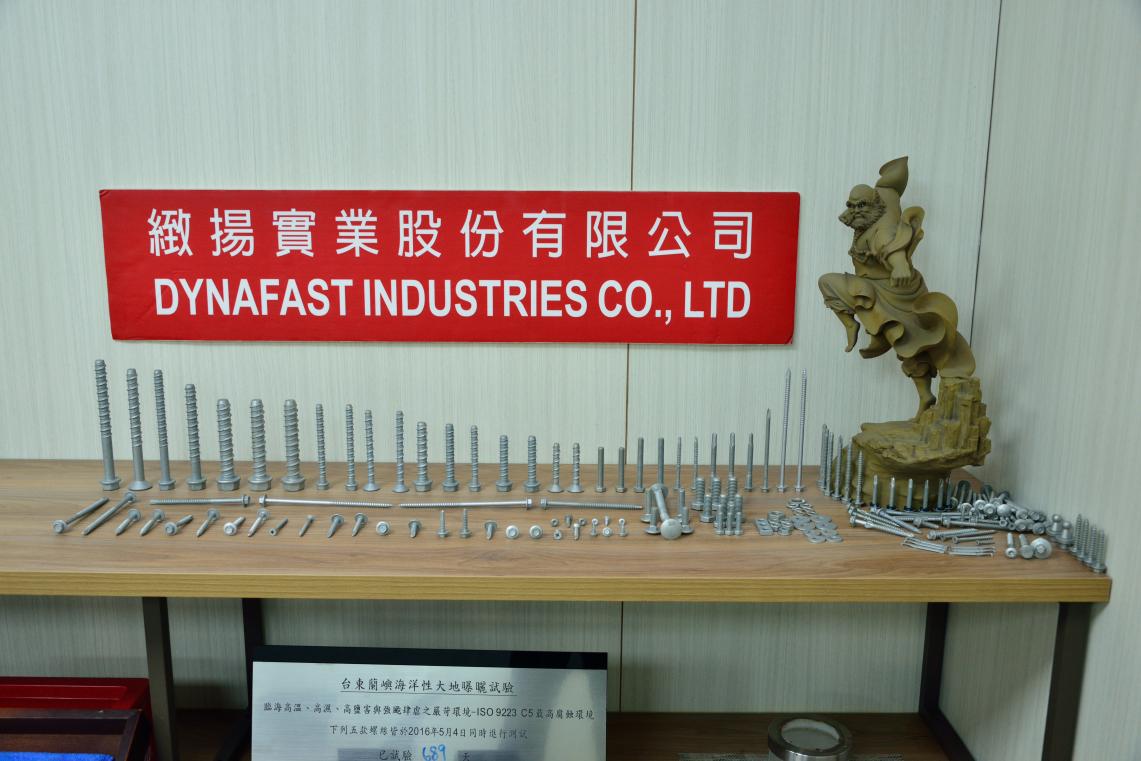 緻揚實業股份有限公司
DYNAFAST INDUSTRIES CO., LTD
台東蘭嶼海洋性大地曝曬試驗
臨海高溫、高濕、高鹽害與強颱肆虐之嚴苛環境-ISO 9223 C5最高腐蝕環境
下列五款螺絲皆於2016年5月4日同時進行測試
已試驗 689 天